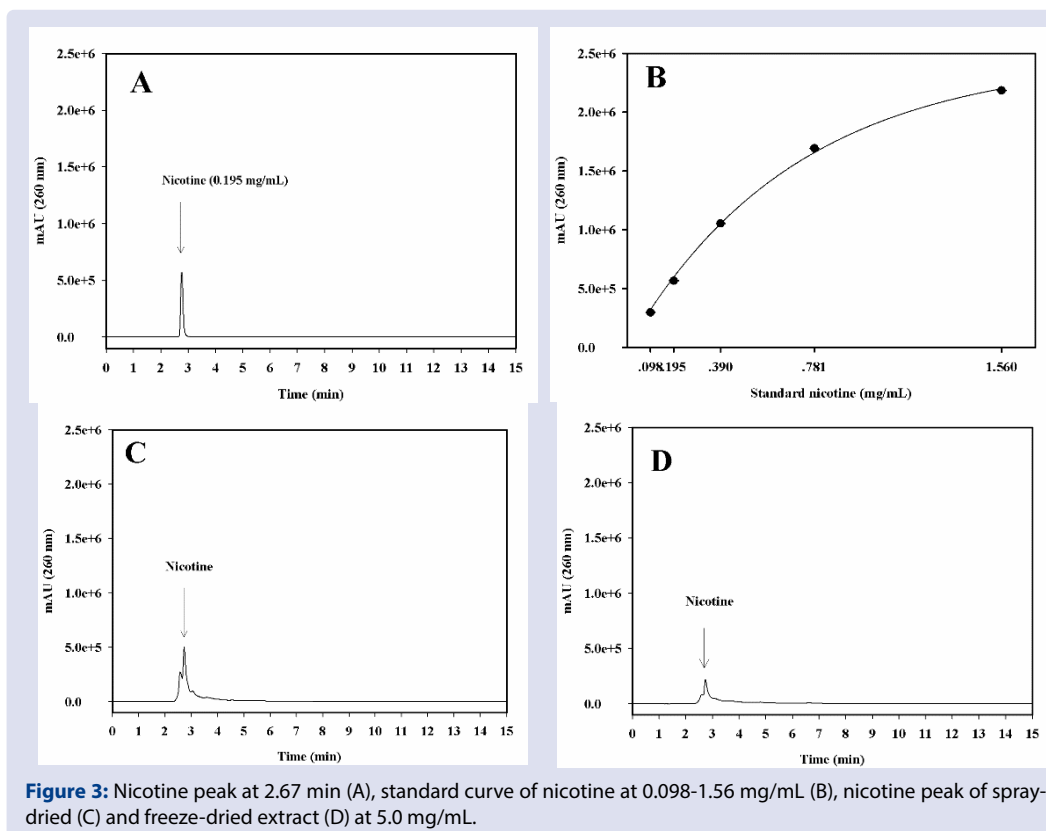 A
2.5e+6
2.0e+6
1.5e+6
1.0e+6
5.0e+5
0.0
mAU (260 nm)
Nicotine (0.195 mg/mL)
0 1 2 3 4 5 6 7 8 9 10 11 12 13 14 15
Time (min)
B
2.5e+6
2.0e+6
1.5e+6
1.0e+6
5.0e+5
0.0
mAU (260 nm)
.098 .195 .390 .781 1.560
Standard nicotine (mg/mL)
C
2.5e+6
2.0e+6
1.5e+6
1.0e+6
5.0e+5
0.0
mAU (260 nm)
Nicotine
0 1 2 3 4 5 6 7 8 9 10 11 12 13 14 15
Time (min)
D
2.5e+6
2.0e+6
1.5e+6
1.0e+6
5.0e+5
0.0
mAU (260 nm)
Nicotine
0 1 2 3 4 5 6 7 8 9 10 11 12 13 14 15
Time (min)
Figure 3: Nicotine peak at 2.67 min (A), standard curve of nicotine at 0.098-1.56 mg/mL (B), nicotine peak of spray-
dried (C) and freeze-dried extract (D) at 5.0 mg/mL.